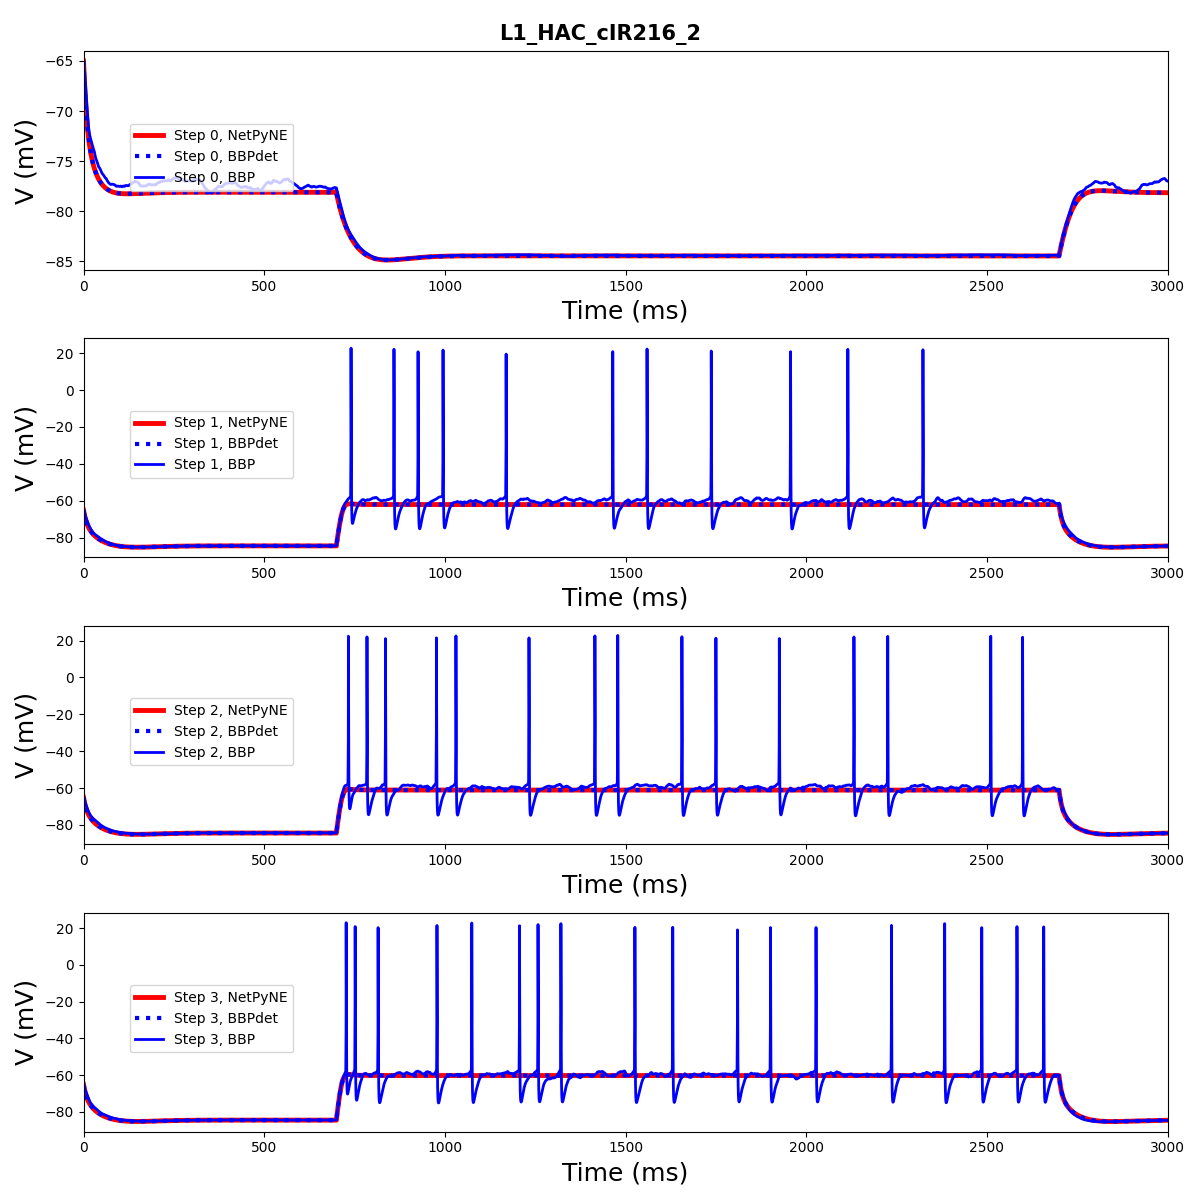 L1_HAC_cIR216_2
−65
−70
−75
−80
−85
V (mV)
Step 0, NetPyNE
Step 0, BBPdet
Step 0, BBP
0 500 1000 1500 2000 2500 3000
Time (ms)
20
0
−20
−40
−60
−80
V (mV)
Step 1, NetPyNE
Step 1, BBPdet
Step 1, BBP
0 500 1000 1500 2000 2500 3000
Time (ms)
20
0
−20
−40
−60
−80
V (mV)
Step 2, NetPyNE
Step 2, BBPdet
Step 2, BBP
0 500 1000 1500 2000 2500 3000
Time (ms)
20
0
−20
−40
−60
−80
V (mV)
Step 3, NetPyNE
Step 3, BBPdet
Step 3, BBP
0 500 1000 1500 2000 2500 3000
Time (ms)